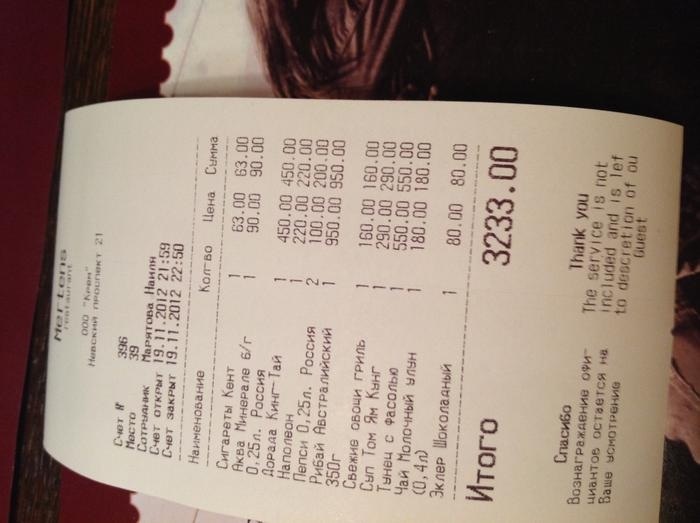 Mertens
restaurant
ООО "Крем"
Невский проспект 21
Счет № 396
Место 39
Сотрудник Марятова Наиля
Счет открыт 19.11.2012 21:59
Счет закрыт 19.11.2012 22:50
Наименование Кол-во Цена Сумма
Сигареты Кент 1 63.00 63.00
Аква Минерале б/г 1 90.00 90.00
0,25л. Россия
Дорада Кинг-Тай 1 450.00 450.00
Наполеон 1 220.00 220.00
Пепси 0,25л. Россия 2 100.00 200.00
Рибай Австралийский 1 950.00 950.00
350г
Свежие овощи гриль 1 160.00 160.00
Суп Том Ям Кунг 1 290.00 290.00
Тунец с фасолью 1 550.00 550.00
Чай Молочный улун 1 180.00 180.00
(0,4л)
Эклер Шоколадный 1 80.00 80.00
Итого 3233.00
Спасибо
Вознаграждение офи-
циантов остается на
Ваше усмотрение
Thank you
The service is not
included and is lef
to descretion of ou
Guest